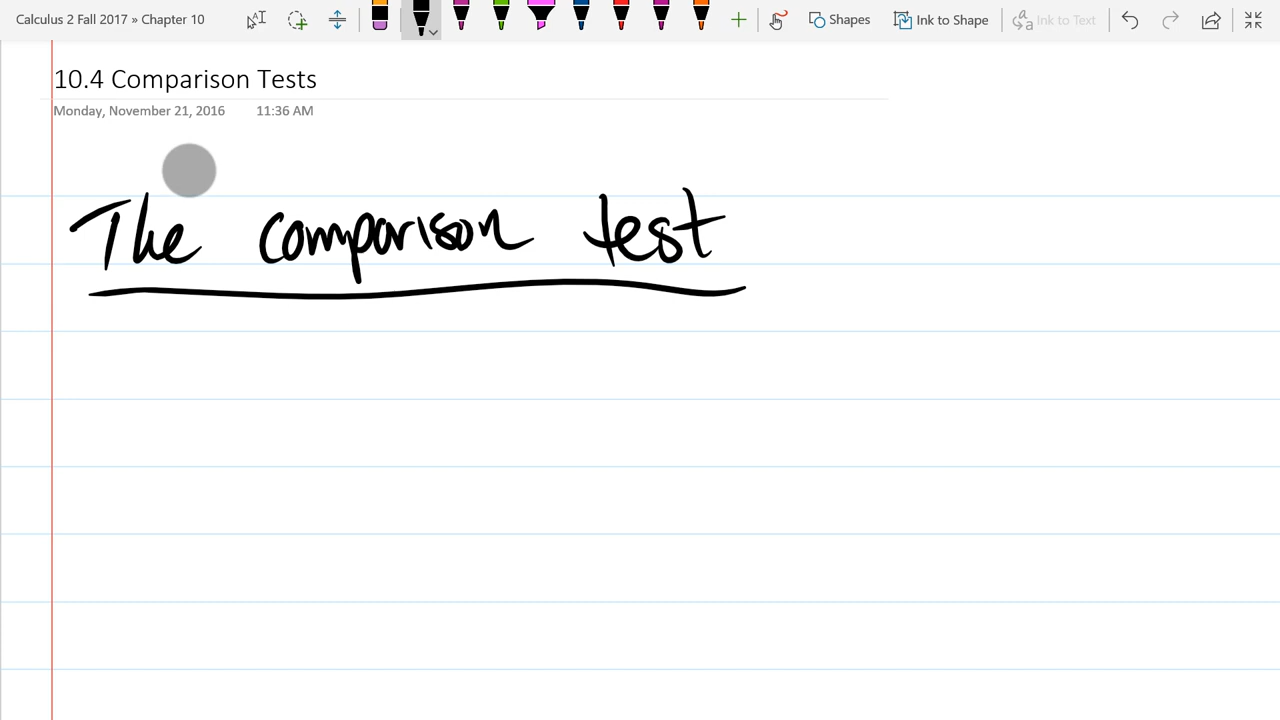 Calculus 2 Fall 2017 » Chapter 10
Shapes
Ink to Shape
Ink to Text
10.4 Comparison Tests
Monday, November 21, 2016 11:36 AM
The comparison test